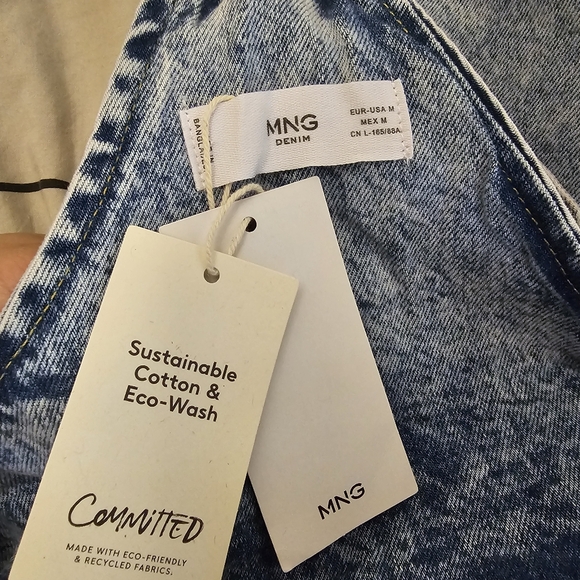 MNG
DENIM
EUR-USA M
MEX M
CN L-165/88A
Sustainable
Cotton &
Eco-Wash
Committed
MADE WITH ECO-FRIENDLY
& RECYCLED FABRICS.
MNG